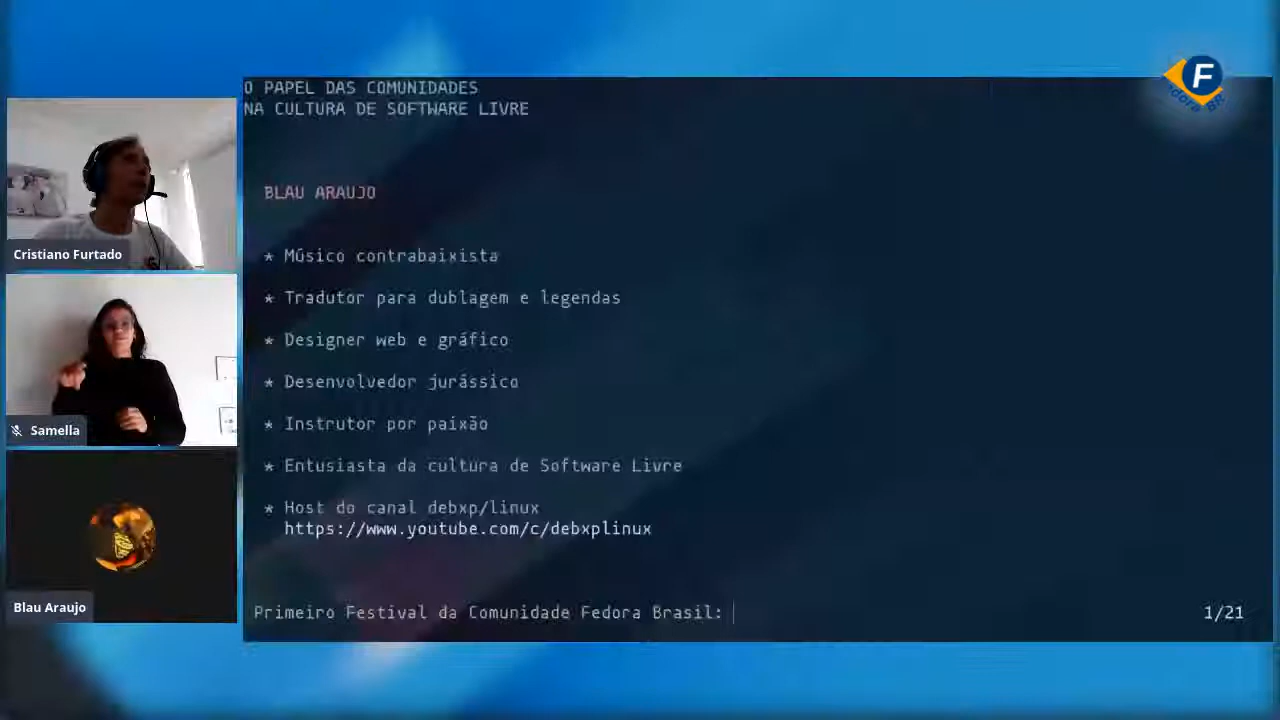 O PAPEL DAS COMUNIDADES
NA CULTURA DE SOFTWARE LIVRE
BLAU ARAUJO
* Músico contrabaixista
* Tradutor para dublagem e legendas
* Designer web e gráfico
* Desenvolvedor jurássico
* Instrutor por paixão
* Entusiasta da cultura de Software Livre
* Host do canal debxp/linux
https://www.youtube.com/c/debxplinux
Primeiro Festival da Comunidade Fedora Brasil:
1/21
Cristiano Furtado
Samella
Blau Araujo
F